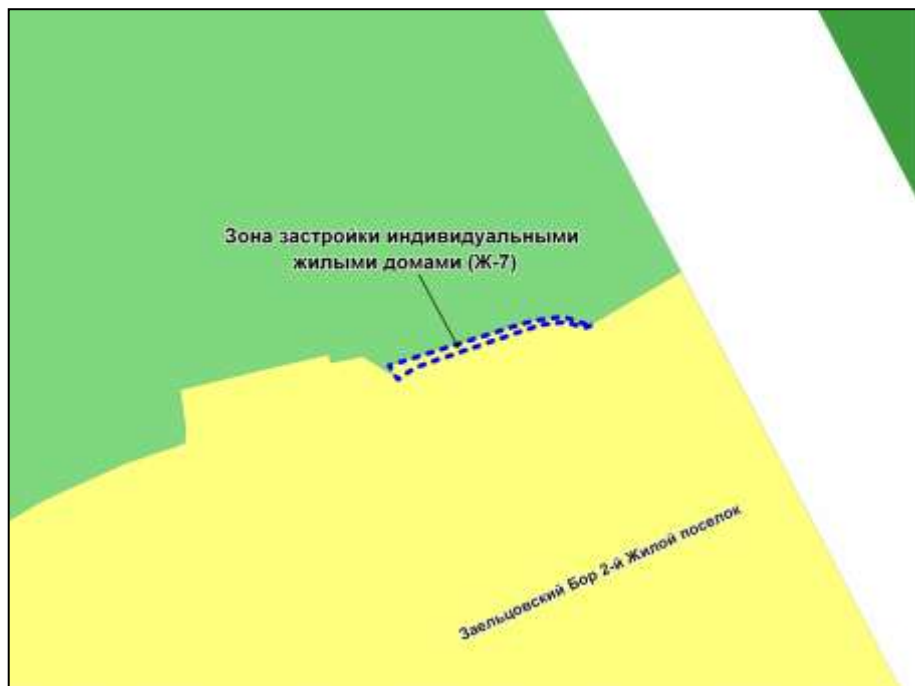 Зона застройки индивидуальными
жилыми домами (Ж-7)
Заельцовский Бор 2-й Жилой поселок